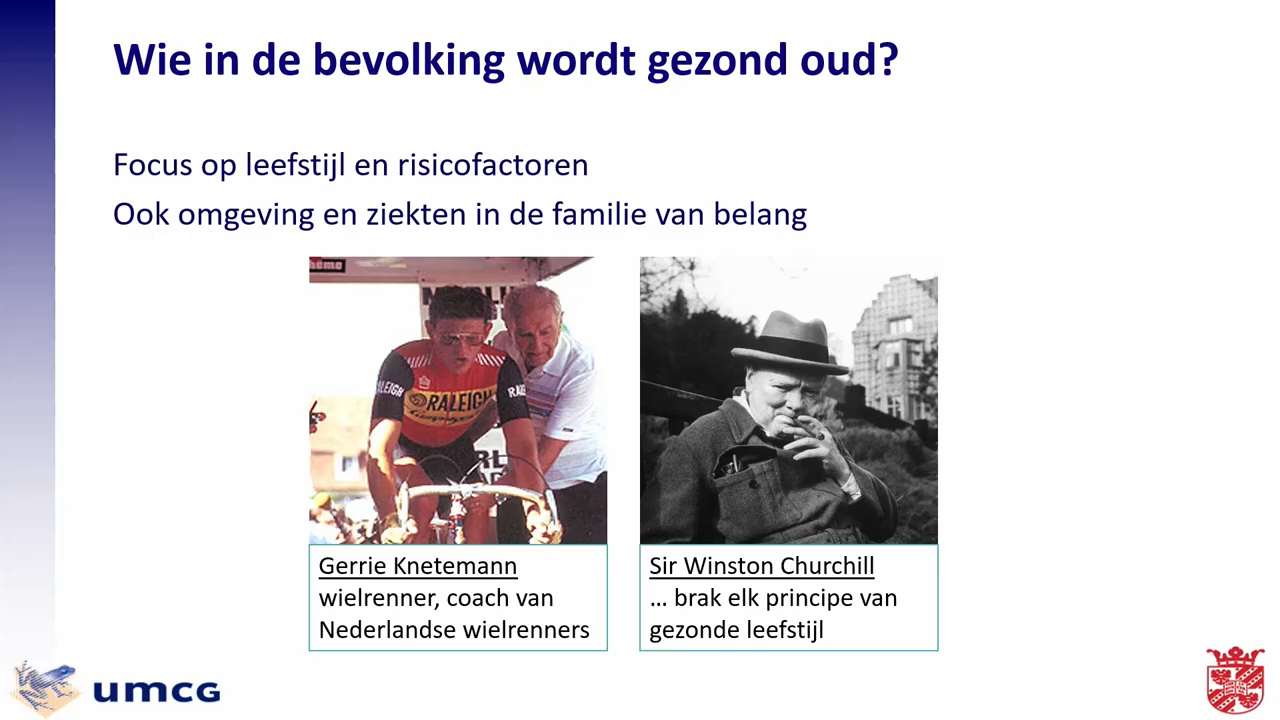 Wie in de bevolking wordt gezond oud?
Focus op leefstijl en risicofactoren
Ook omgeving en ziekten in de familie van belang
RALEIGH
RALEIGH
Gerrie Knetemann
wielrenner, coach van
Nederlandse wielrenners
Sir Winston Churchill
… brak elk principe van
gezonde leefstijl
umcg